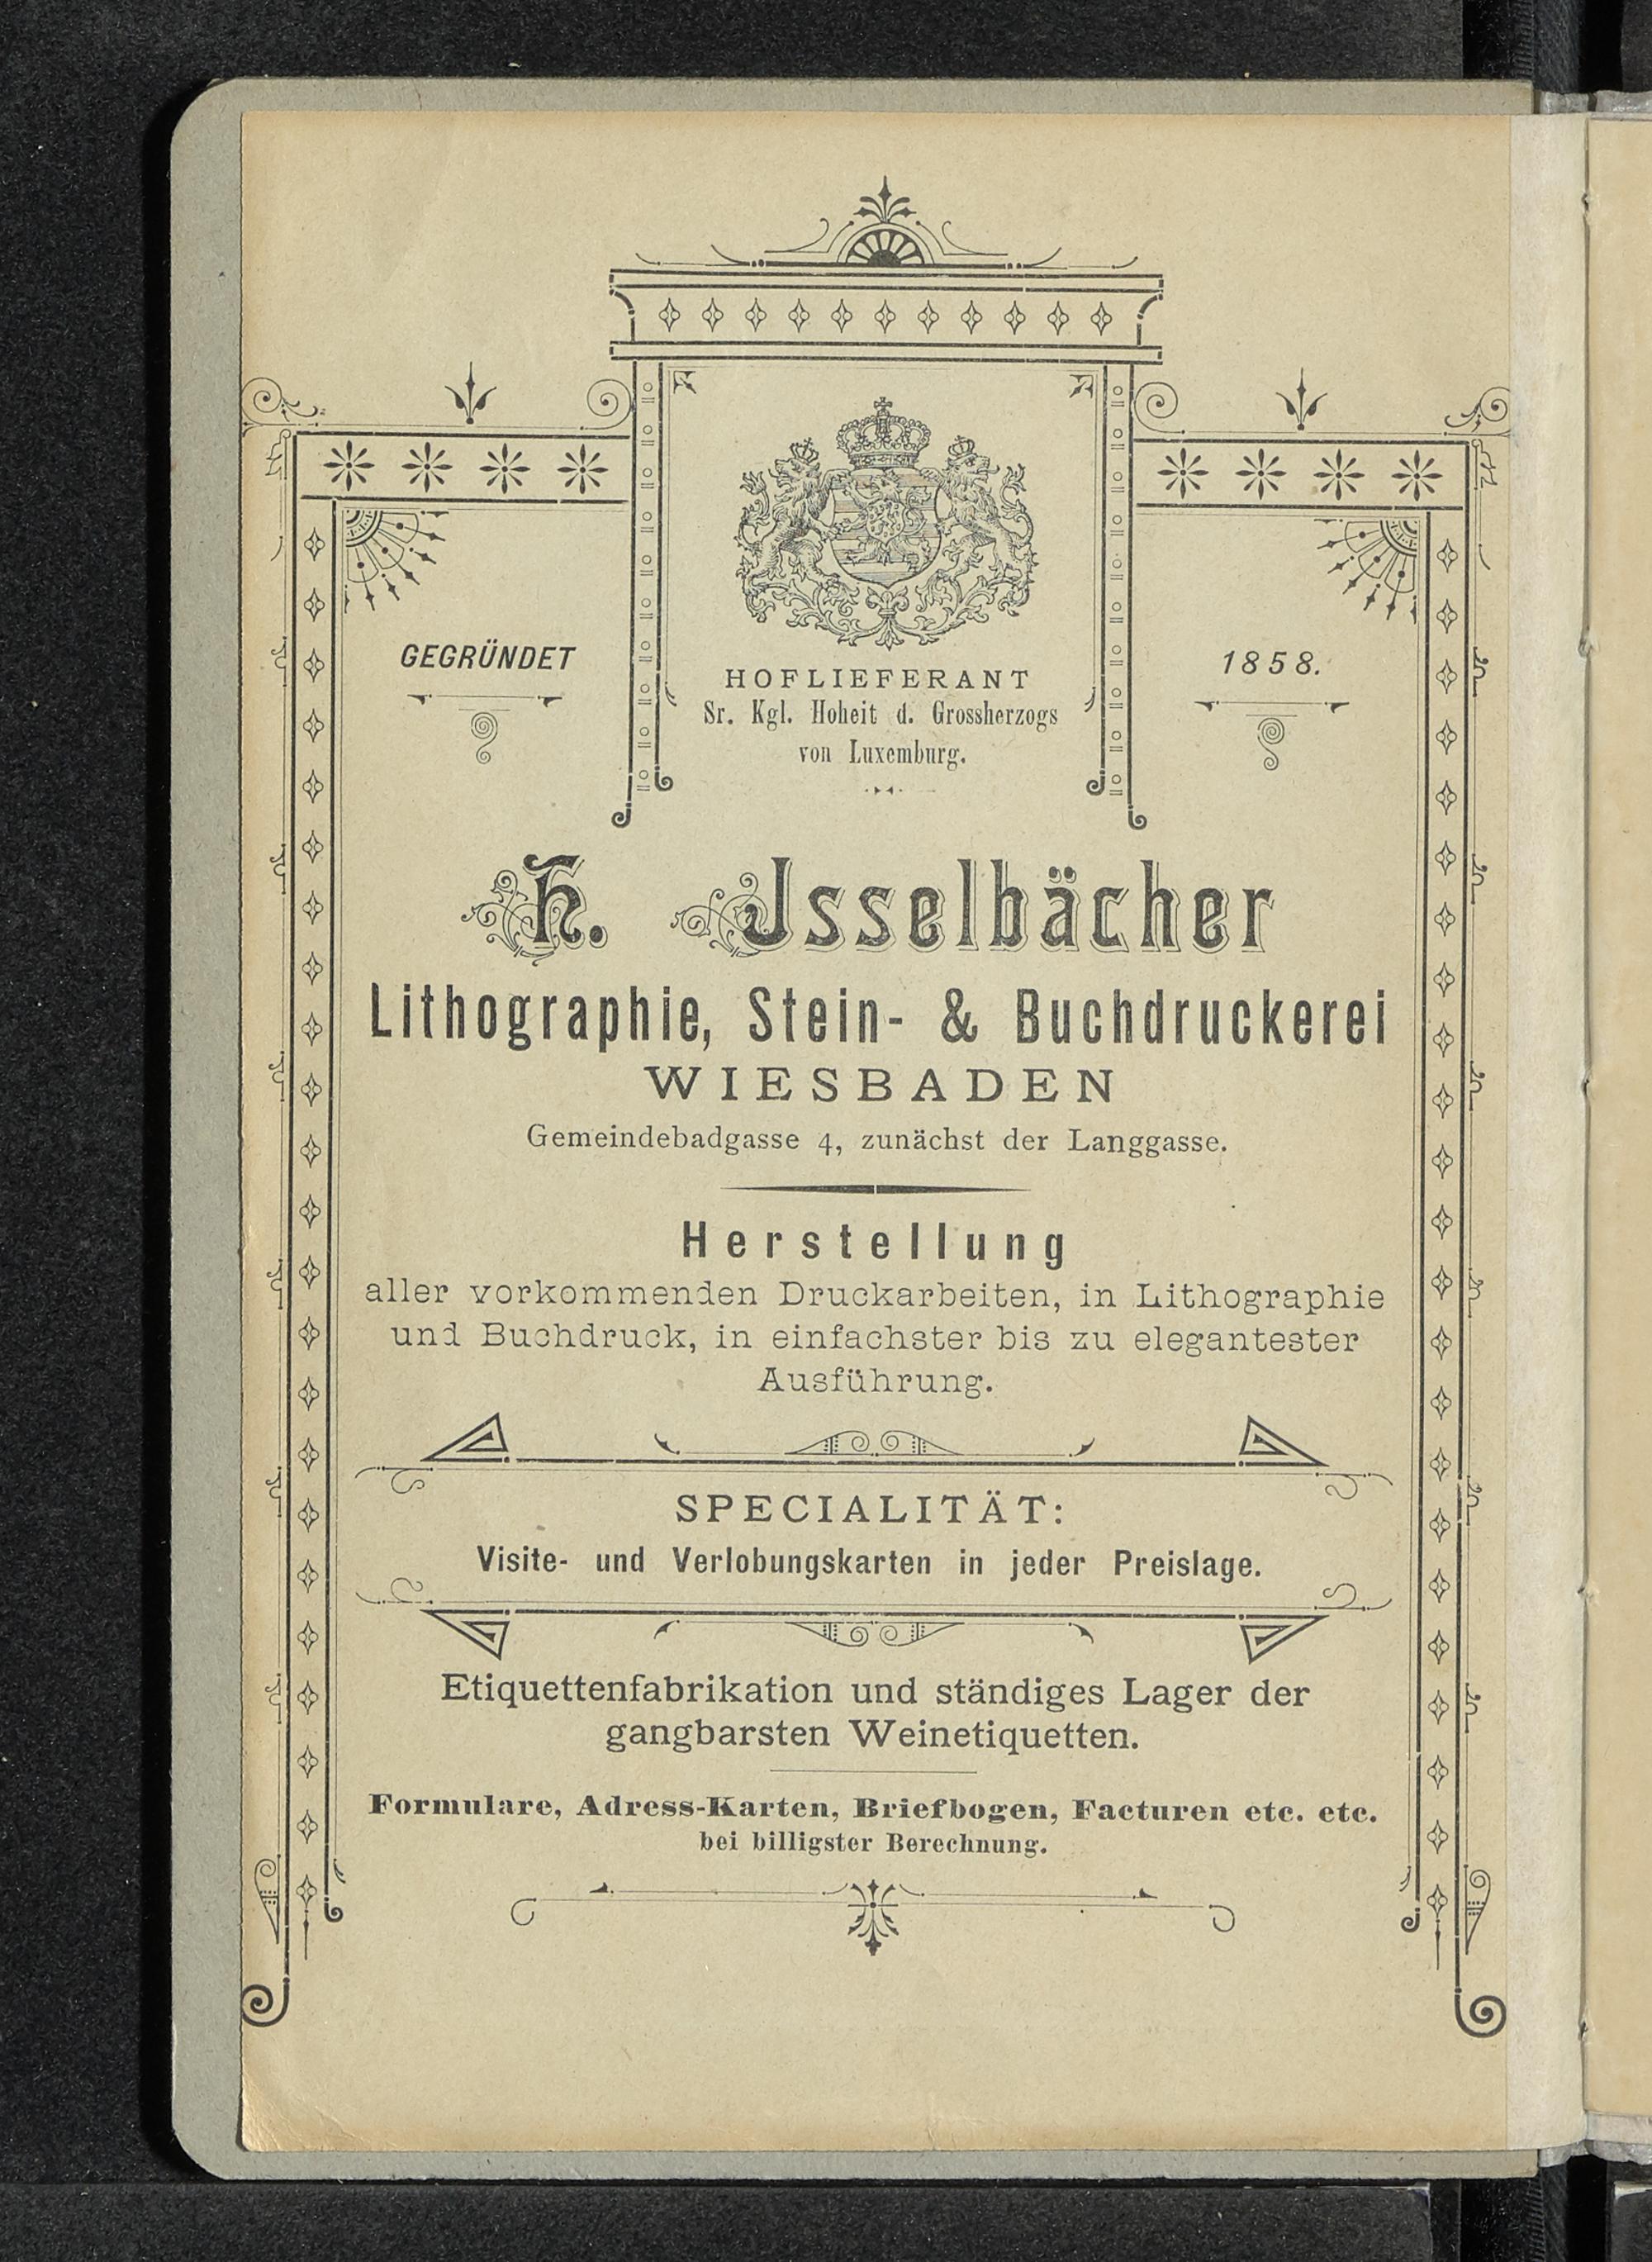 GEGRÜNDET
1858.
HOFLIEFERANT
Sr. Kgl. Hoheit d. Grossherzogs
von Luxemburg.
H. Jsselbächer
Lithographie, Stein- & Buchdruckerei
WIESBADEN
Gemeindebadgasse 4, zunächst der Langgasse.
Herstellung
aller vorkommenden Druckarbeiten, in Lithographie
und Buchdruck, in einfachster bis zu elegantester
Ausführung.
SPECIALITÄT:
Visite- und Verlobungskarten in jeder Preislage.
Etiquettenfabrikation und ständiges Lager der
gangbarsten Weinetiquetten.
Formulare, Adress-Karten, Briefbogen, Facturen etc. etc.
bei billigster Berechnung.